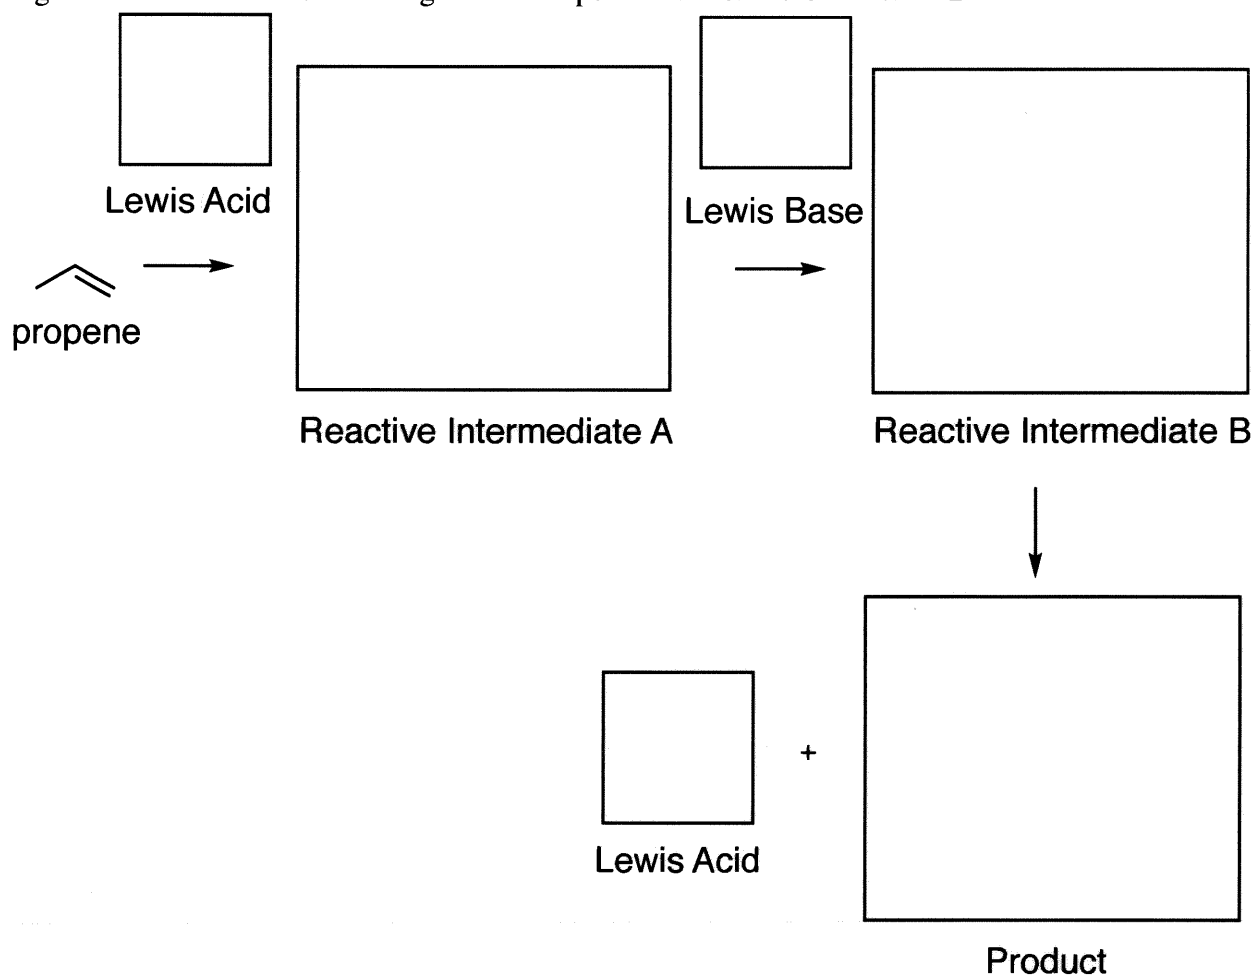 Lewis Acid
Lewis Base
propene
Reactive Intermediate A
Reactive Intermediate B
+
Lewis Acid
Product